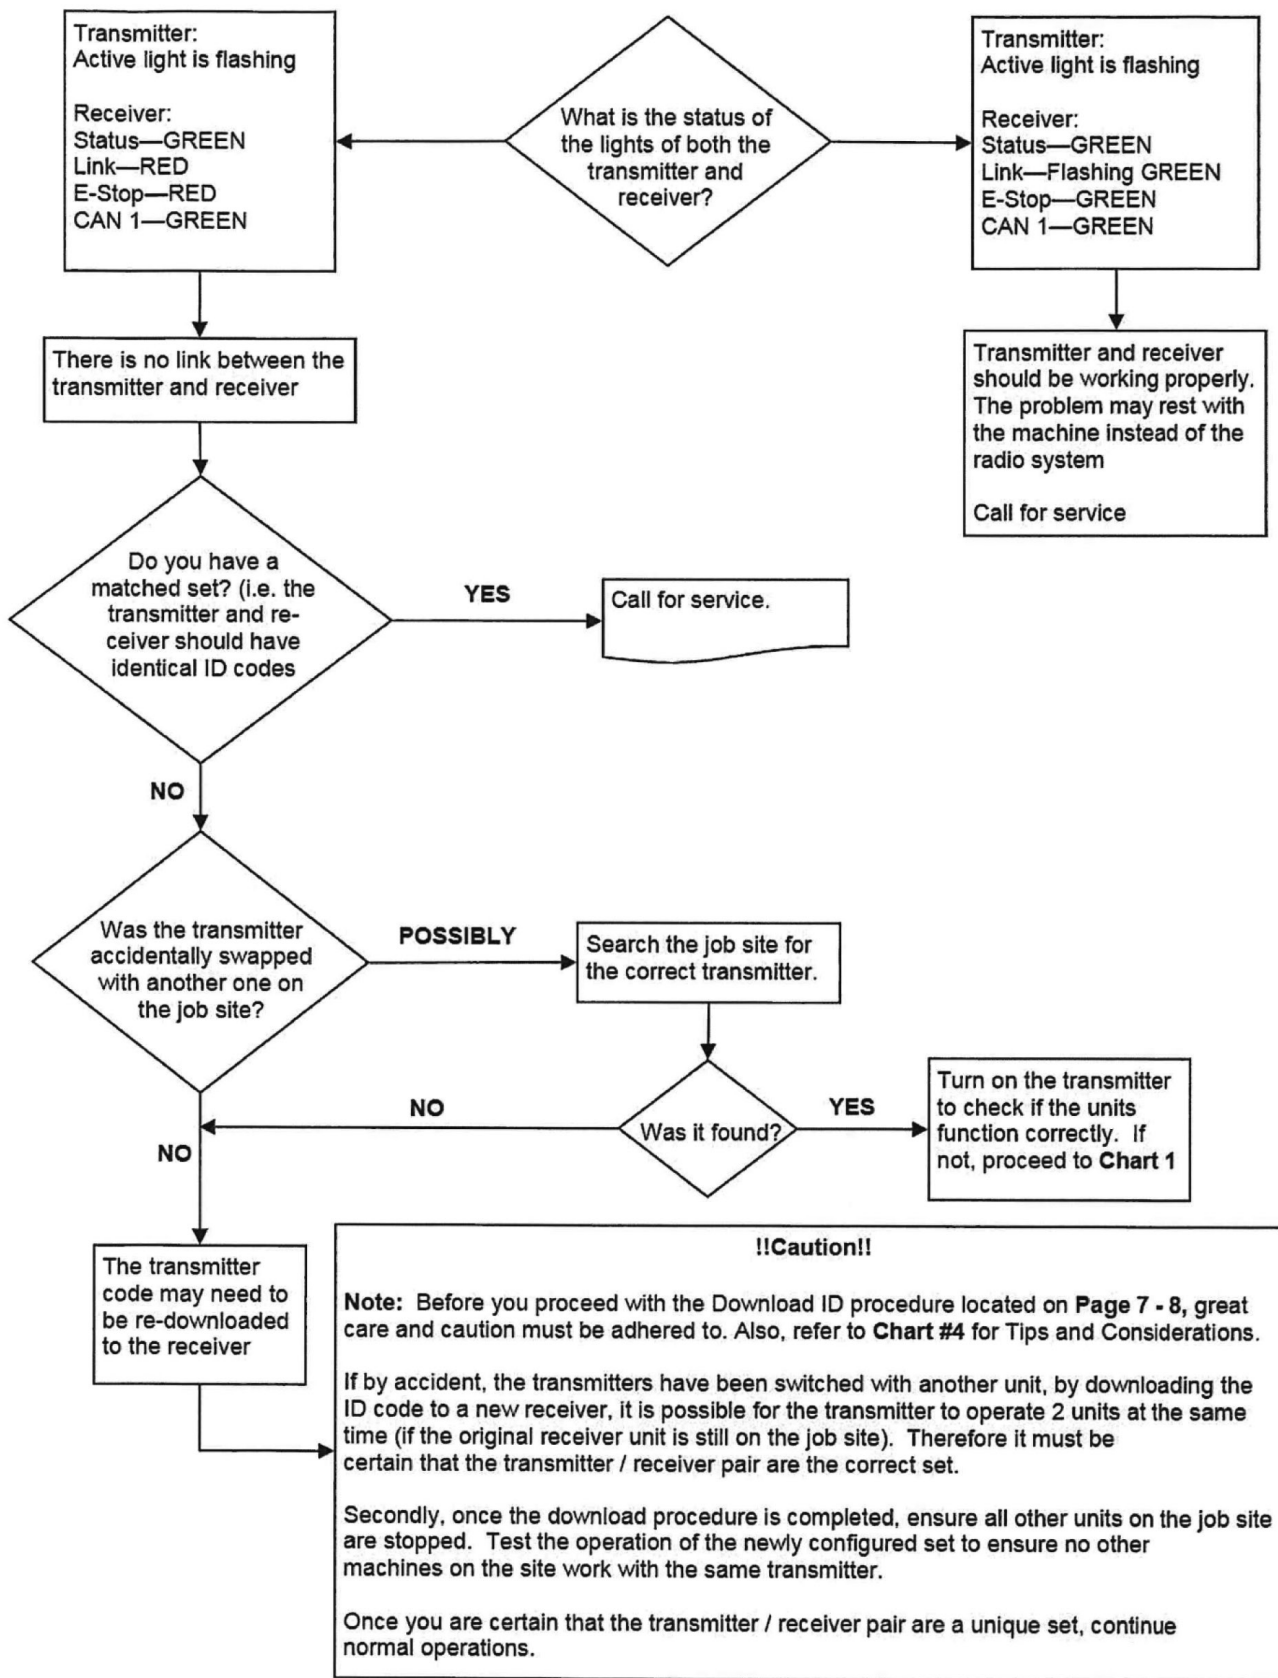 Transmitter:
Active light is flashing
Receiver:
Status—GREEN
Link—RED
E-Stop—RED
CAN 1—GREEN
What is the status of
the lights of both the
transmitter and
receiver?
Transmitter:
Active light is flashing
Receiver:
Status—GREEN
Link—Flashing GREEN
E-Stop—GREEN
CAN 1—GREEN
There is no link between the
transmitter and receiver
Transmitter and receiver
should be working properly.
The problem may rest with
the machine instead of the
radio system
Call for service
Do you have a
matched set? (i.e. the
transmitter and re-
ceiver should have
identical ID codes
YES
Call for service.
NO
Was the transmitter
accidentally swapped
with another one on
the job site?
POSSIBLY
Search the job site for
the correct transmitter.
NO
Was it found?
YES
Turn on the transmitter
to check if the units
function correctly.  If
not, proceed to Chart 1
NO
The transmitter
code may need to
be re-downloaded
to the receiver
!!Caution!!
Note:  Before you proceed with the Download ID procedure located on Page 7 - 8, great
care and caution must be adhered to. Also, refer to Chart #4 for Tips and Considerations.
If by accident, the transmitters have been switched with another unit, by downloading the
ID code to a new receiver, it is possible for the transmitter to operate 2 units at the same
time (if the original receiver unit is still on the job site).  Therefore it must be
certain that the transmitter / receiver pair are the correct set.
Secondly, once the download procedure is completed, ensure all other units on the job site
are stopped.  Test the operation of the newly configured set to ensure no other
machines on the site work with the same transmitter.
Once you are certain that the transmitter / receiver pair are a unique set, continue
normal operations.